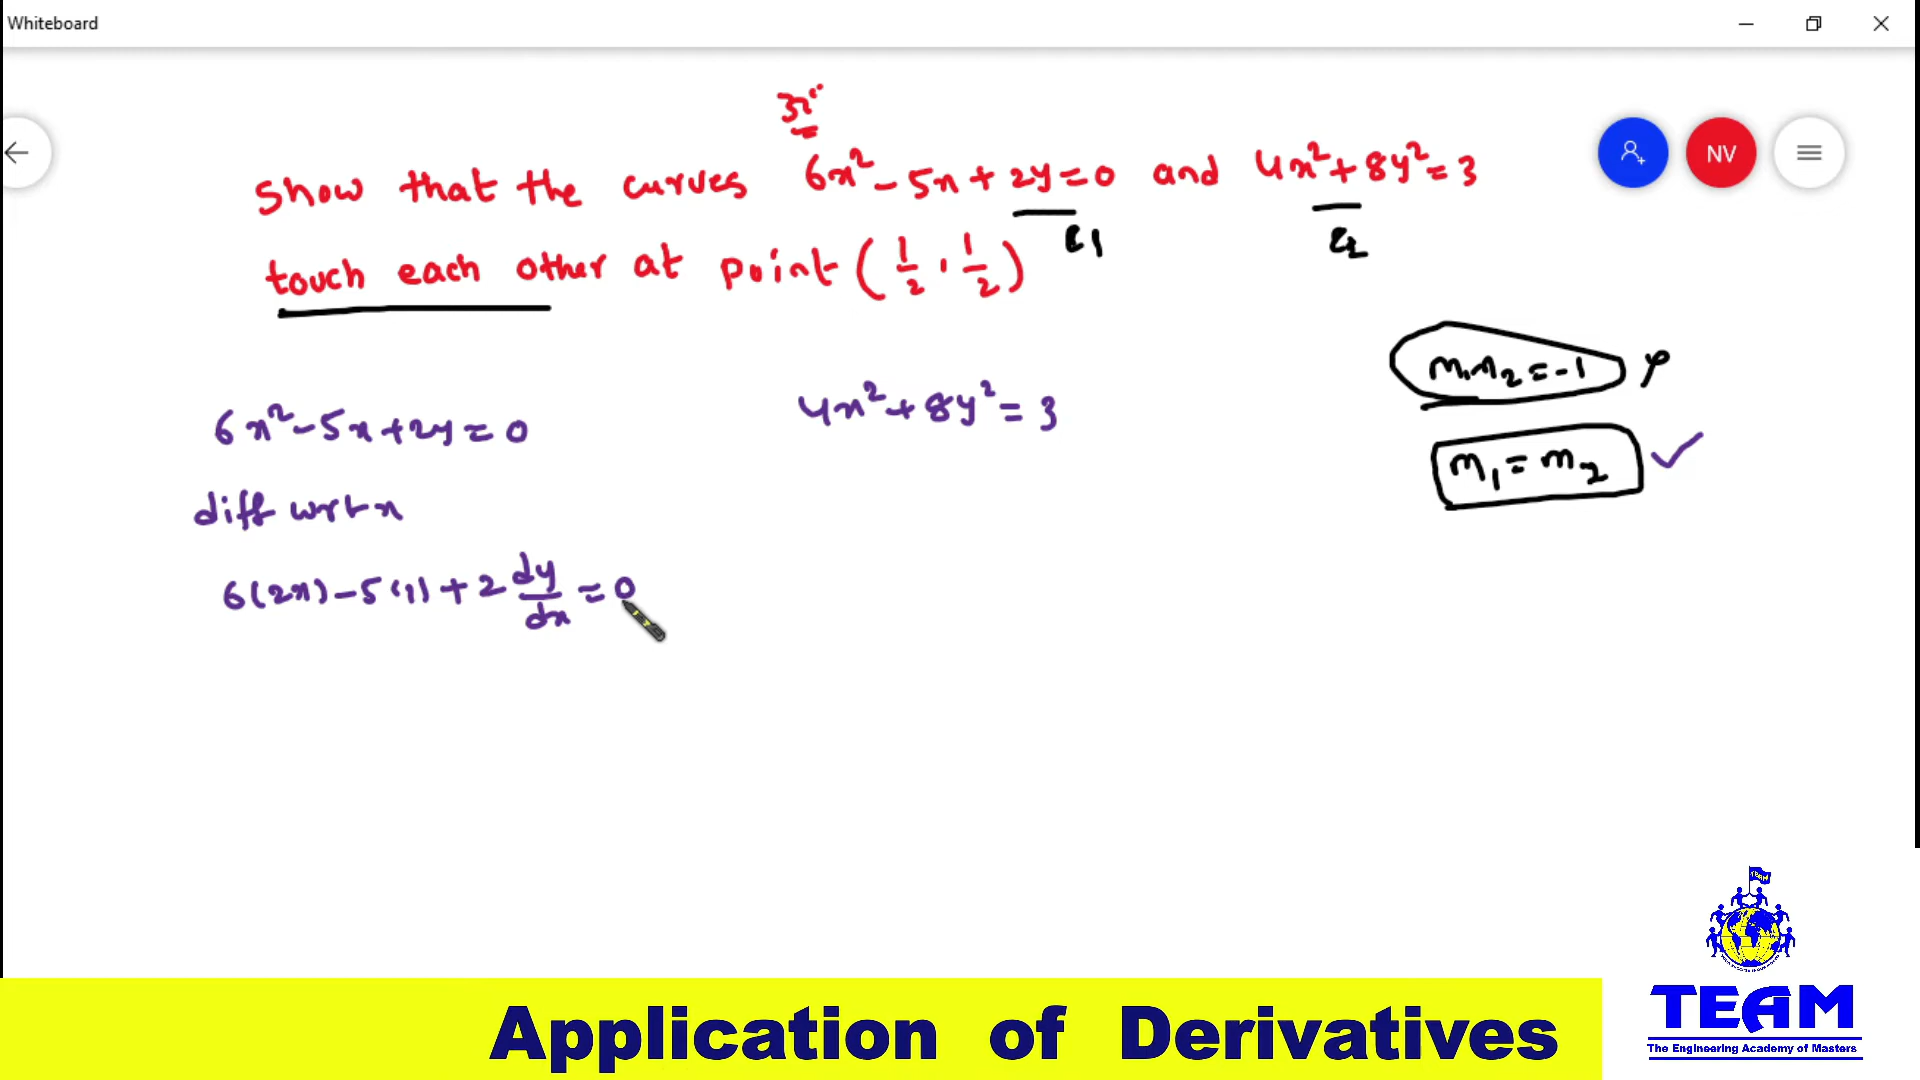 Whiteboard
NV
show that the curves 6x² - 5x + 2y = 0 and 4x² + 8y² = 3
C1
C2
touch each other at point (1/2, 1/2)
m1m2 = -1
m1 = m2 ✓
6x² - 5x + 2y = 0
4x² + 8y² = 3
diff wrt x
6(2x) - 5(1) + 2 dy/dx = 0
TEAM
The Engineering Academy of Masters
Application of Derivatives